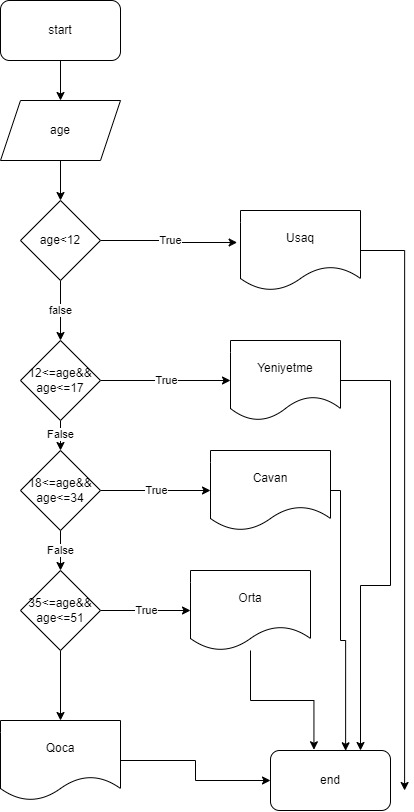 start
age
age<12
True
Usaq
false
12<=age&&
age<=17
True
Yeniyetme
False
18<=age&&
age<=34
True
Cavan
False
35<=age&&
age<=51
True
Orta
Qoca
end